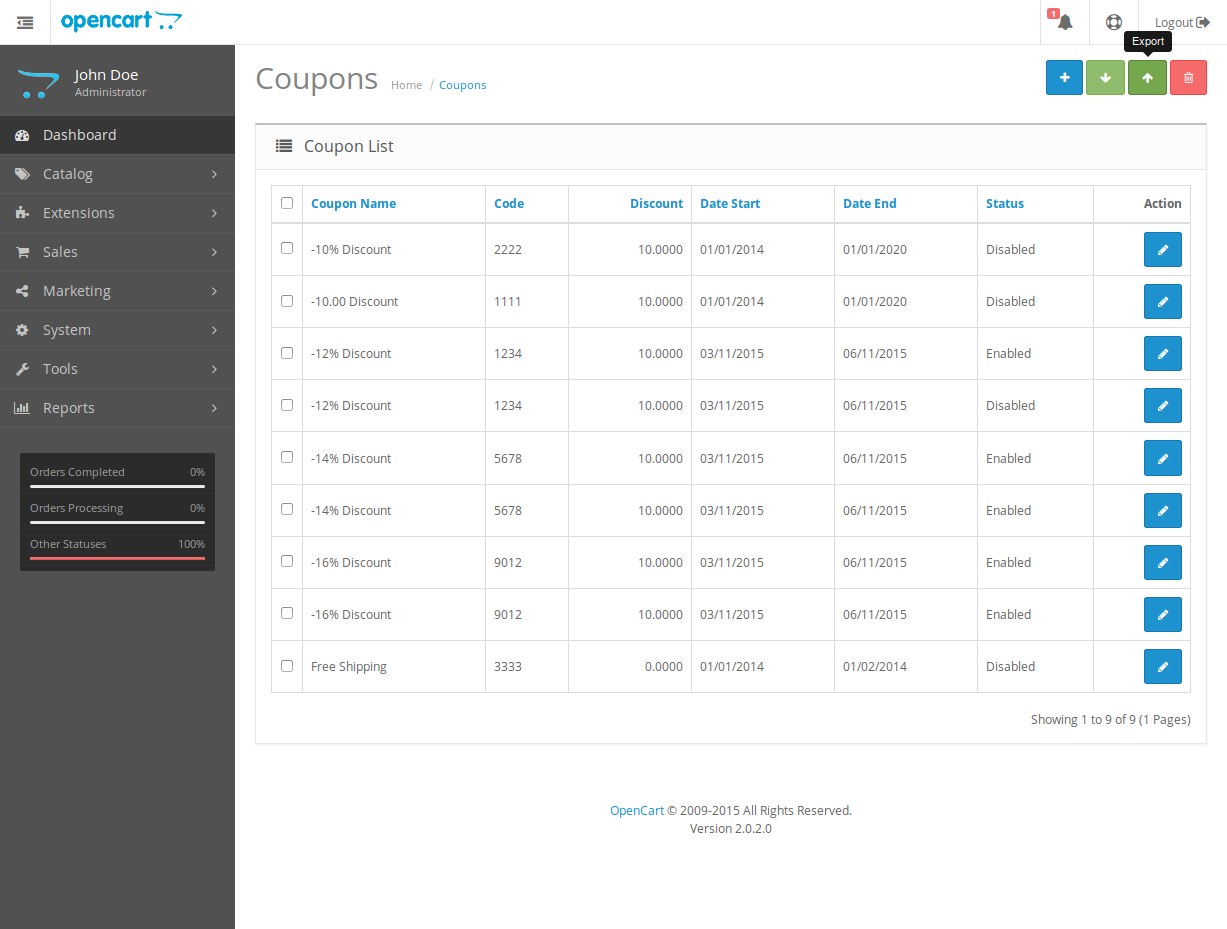 opencart
1
Logout
Export
John Doe
Administrator
Coupons Home / Coupons
Dashboard
Catalog
Extensions
Sales
Marketing
System
Tools
Reports
Orders Completed 0%
Orders Processing 0%
Other Statuses 100%
Coupon List
Coupon Name Code Discount Date Start Date End Status Action
-10% Discount 2222 10.0000 01/01/2014 01/01/2020 Disabled
-10.00 Discount 1111 10.0000 01/01/2014 01/01/2020 Disabled
-12% Discount 1234 10.0000 03/11/2015 06/11/2015 Enabled
-12% Discount 1234 10.0000 03/11/2015 06/11/2015 Disabled
-14% Discount 5678 10.0000 03/11/2015 06/11/2015 Enabled
-14% Discount 5678 10.0000 03/11/2015 06/11/2015 Enabled
-16% Discount 9012 10.0000 03/11/2015 06/11/2015 Enabled
-16% Discount 9012 10.0000 03/11/2015 06/11/2015 Enabled
Free Shipping 3333 0.0000 01/01/2014 01/02/2014 Disabled
Showing 1 to 9 of 9 (1 Pages)
OpenCart © 2009-2015 All Rights Reserved.
Version 2.0.2.0